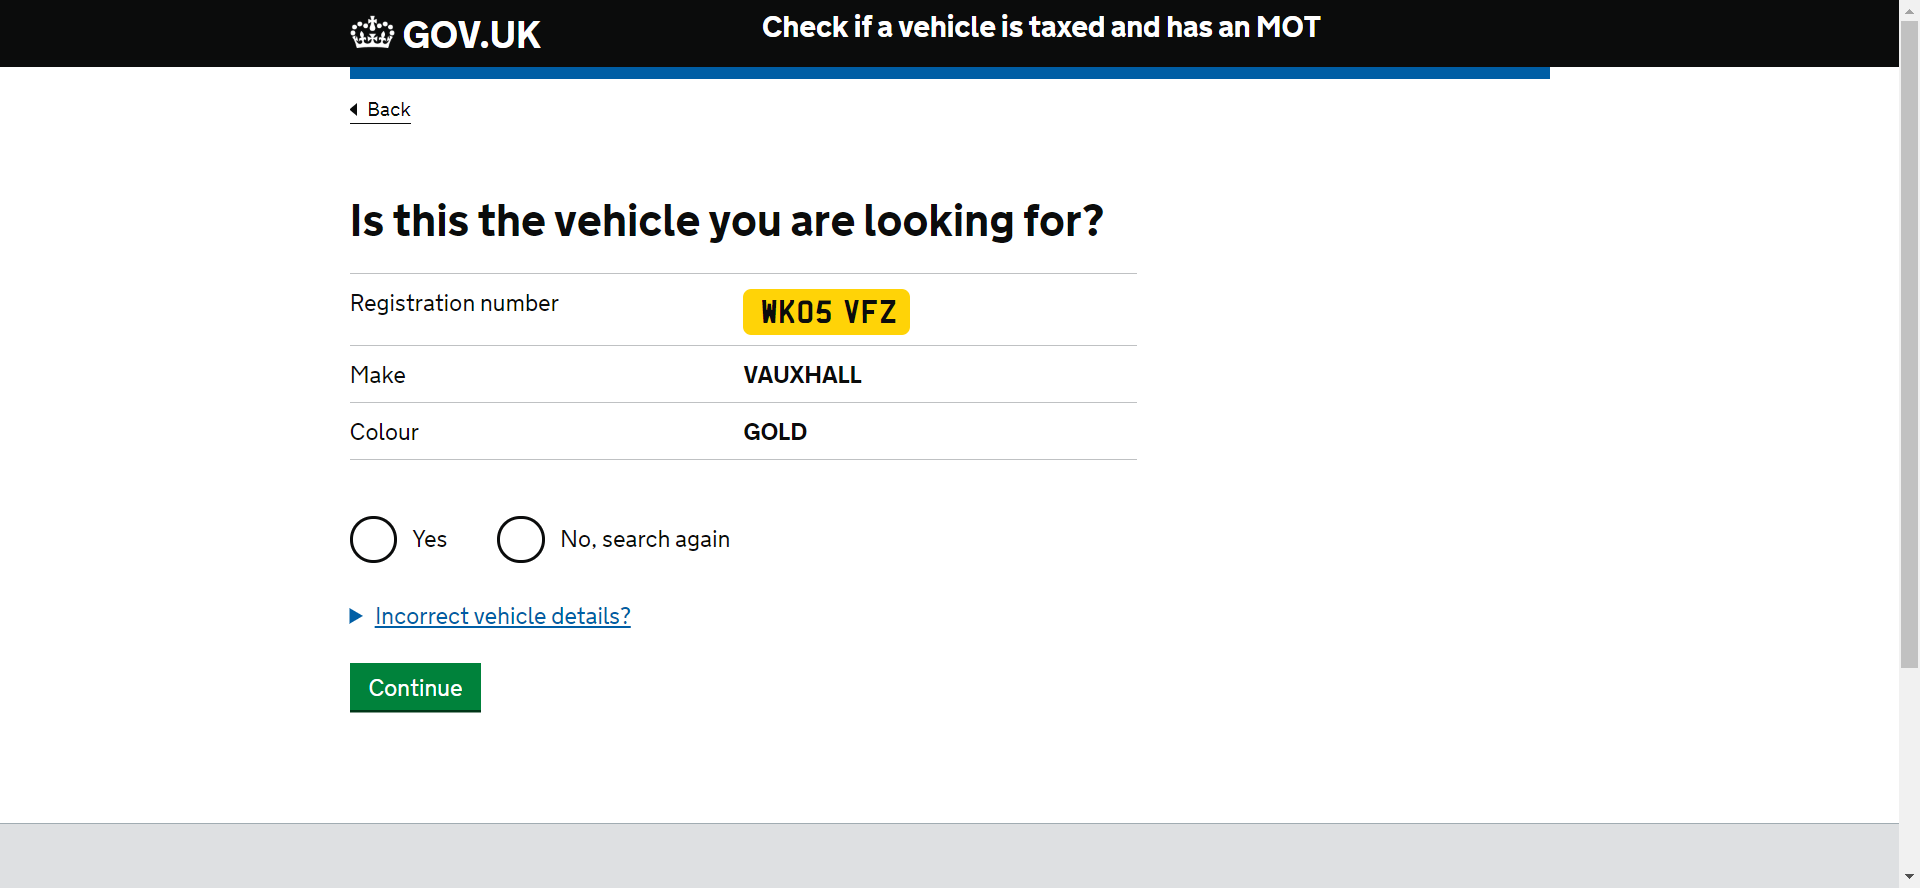 GOV.UK
Check if a vehicle is taxed and has an MOT
Back
Is this the vehicle you are looking for?
Registration number WK05 VFZ
Make VAUXHALL
Colour GOLD
Yes No, search again
Incorrect vehicle details?
Continue